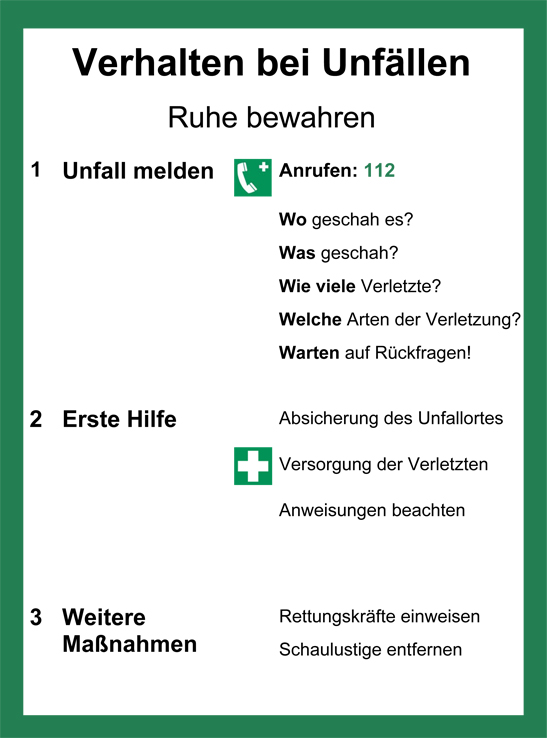 Verhalten bei Unfällen
Ruhe bewahren
1 Unfall melden Anrufen: 112
Wo geschah es?
Was geschah?
Wie viele Verletzte?
Welche Arten der Verletzung?
Warten auf Rückfragen!
2 Erste Hilfe Absicherung des Unfallortes
Versorgung der Verletzten
Anweisungen beachten
3 Weitere Maßnahmen
Rettungskräfte einweisen
Schaulustige entfernen